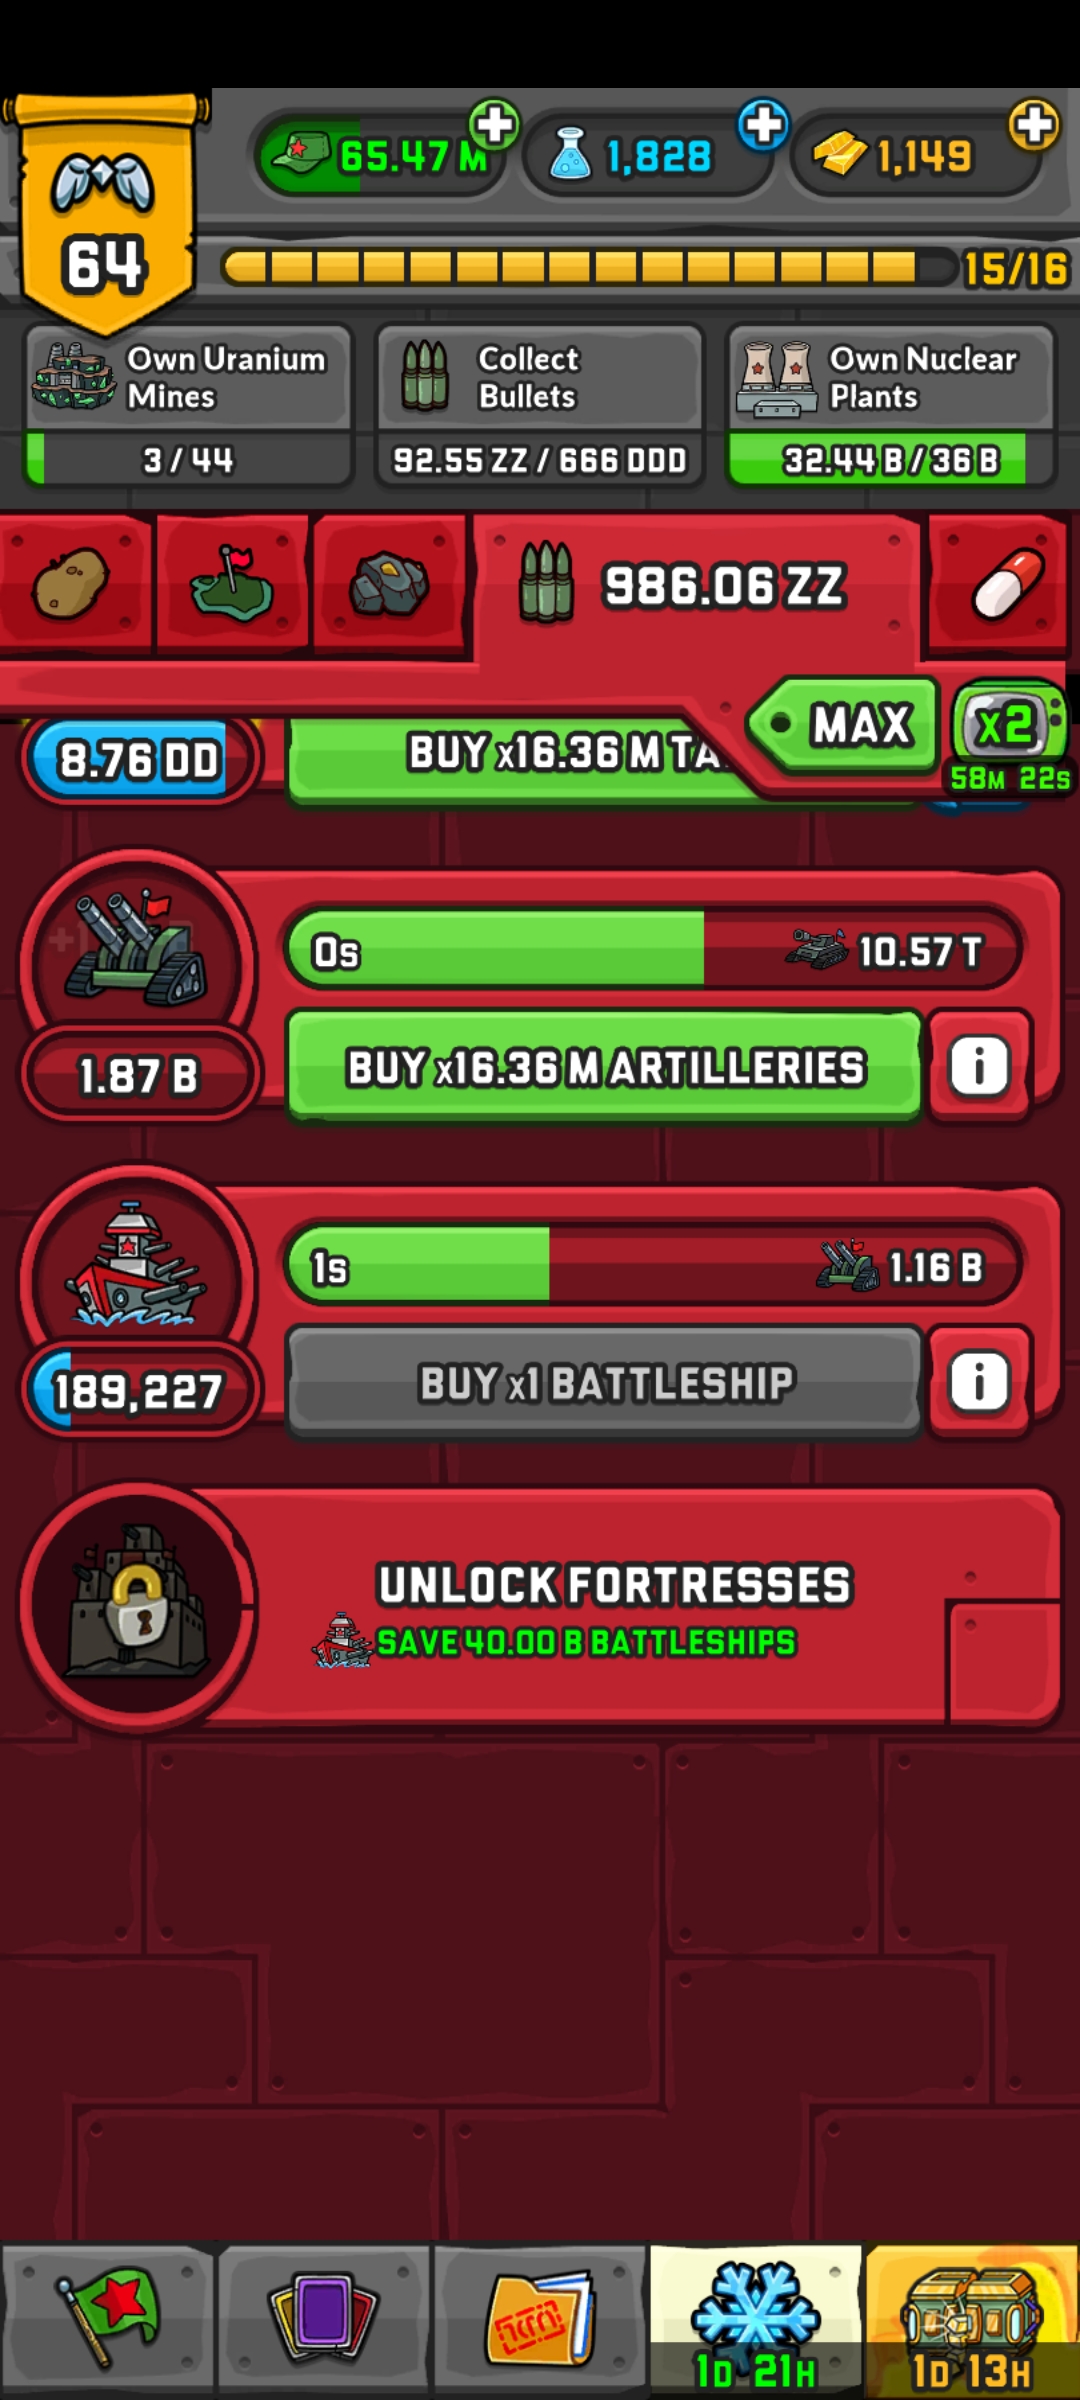 65.47 M
1,828
1,149
64
15/16
Own Uranium
Mines
3 / 44
Collect
Bullets
92.55 ZZ / 666 DDD
Own Nuclear
Plants
32.44 B / 36 B
986.06 ZZ
MAX
X2
58M 22S
8.76 DD
BUY x16.36 M TA
0s
10.57 T
1.87 B
BUY x16.36 M ARTILLERIES
i
1s
1.16 B
189,227
BUY x1 BATTLESHIP
i
UNLOCK FORTRESSES
SAVE 40.00 B BATTLESHIPS
1D 21H
1D 13H